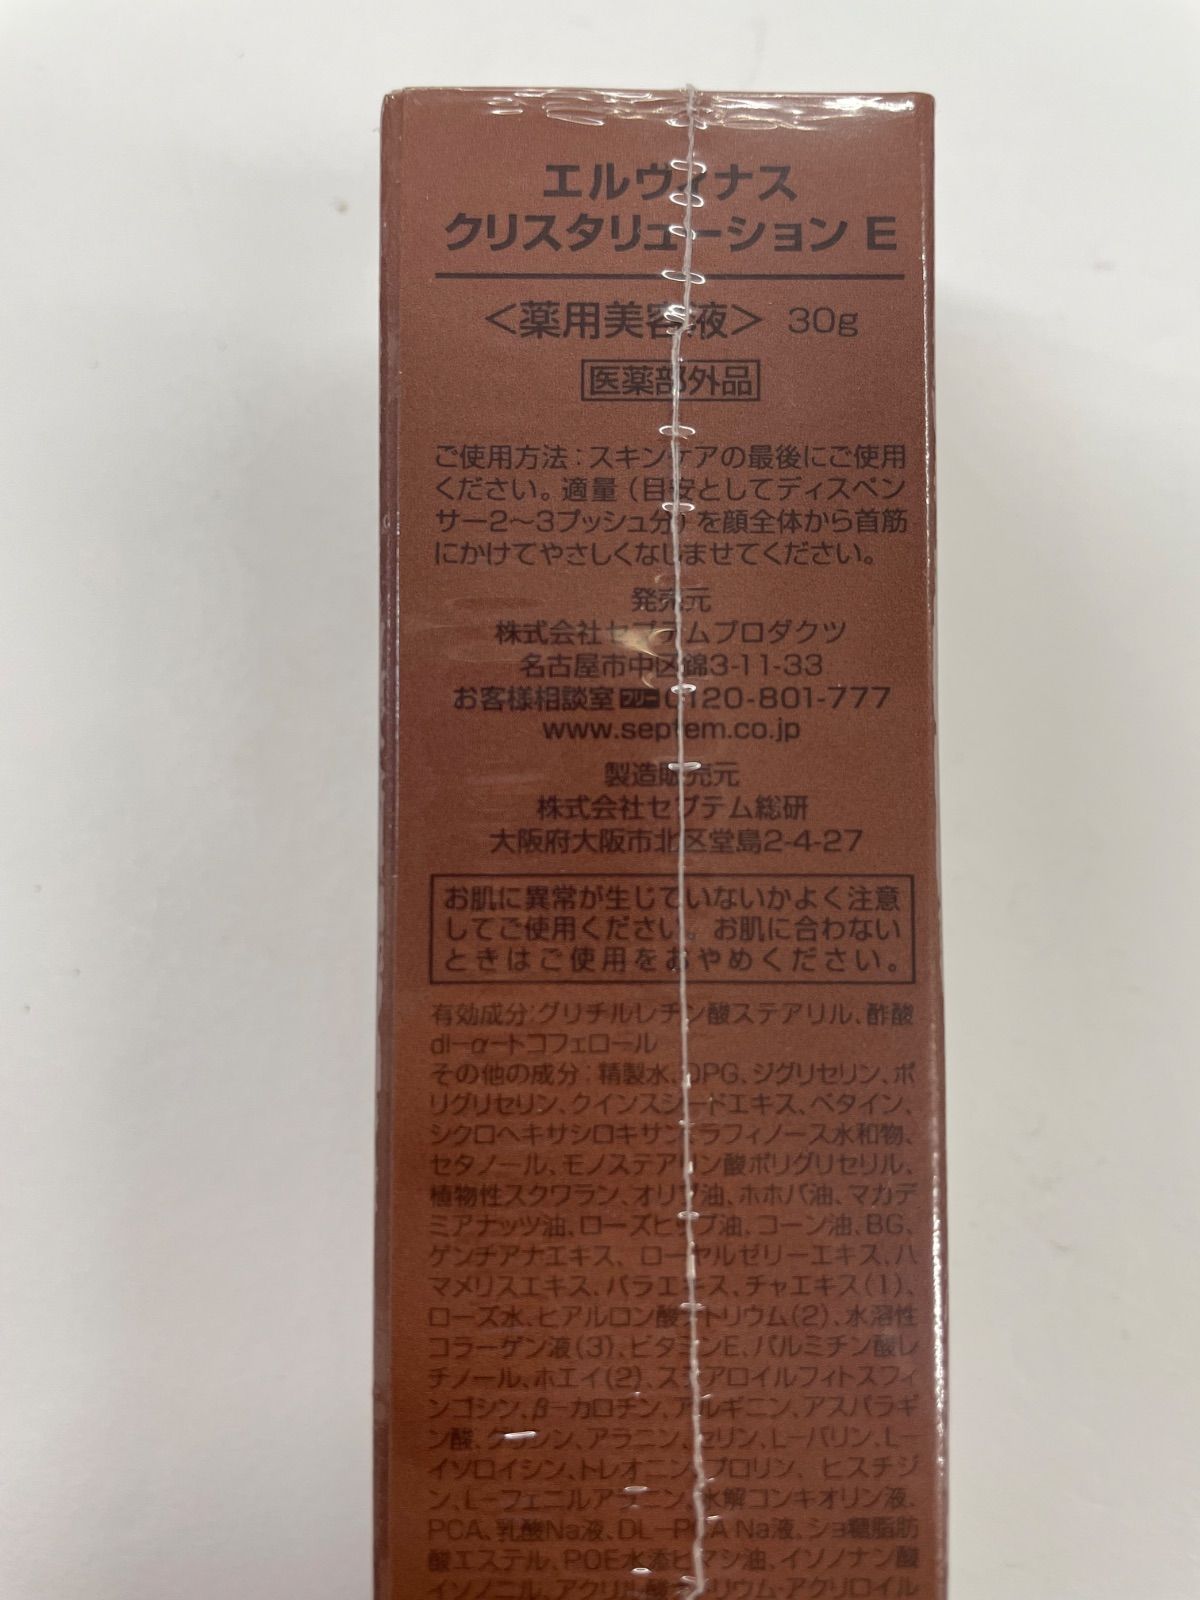 エルヴィナス
クリスタリューション E
＜薬用美容液＞ 30g
医薬部外品
ご使用方法：スキンケアの最後にご使用
ください。適量（目安としてディスペン
サー2〜3プッシュ分）を顔全体から首筋
にかけてやさしくなじませてください。
発売元
株式会社セプテムプロダクツ
名古屋市中区錦3-11-33
お客様相談室 フリー 0120-801-777
www.septem.co.jp
製造販売元
株式会社セプテム総研
大阪府大阪市北区堂島2-4-27
お肌に異常が生じていないかよく注意
してご使用ください。お肌に合わない
ときはご使用をおやめください。
有効成分:グリチルレチン酸ステアリル、酢酸
dl−α−トコフェロール
その他の成分：精製水、DPG、ジグリセリン、ポ
リグリセリン、クインスシードエキス、ベタイン、
シクロヘキサシロキサン、ラフィノース水和物、
セタノール、モノステアリン酸ポリグリセリル、
植物性スクワラン、オリブ油、ホホバ油、マカデ
ミアナッツ油、ローズヒップ油、コーン油、BG、
ゲンチアナエキス、ローヤルゼリーエキス、ハ
マメリスエキス、バラエキス、チャエキス(1)、
ローズ水、ヒアルロン酸ナトリウム(2)、水溶性
コラーゲン液(3)、ビタミンE、パルミチン酸レ
チノール、ホエイ(2)、ステアロイルフィトスフィ
ンゴシン、β−カロチン、アルギニン、アスパラギ
ン酸、グリシン、アラニン、セリン、L−バリン、L−
イソロイシン、トレオニン、プロリン、ヒスチジ
ン、L−フェニルアラニン、水解コンキオリン液、
PCA、乳酸Na液、DL−PCA Na液、ショ糖脂肪
酸エステル、POE水添ヒマシ油、イソノナン酸
イソノニル、アクリル酸ナトリウム・アクリロイル